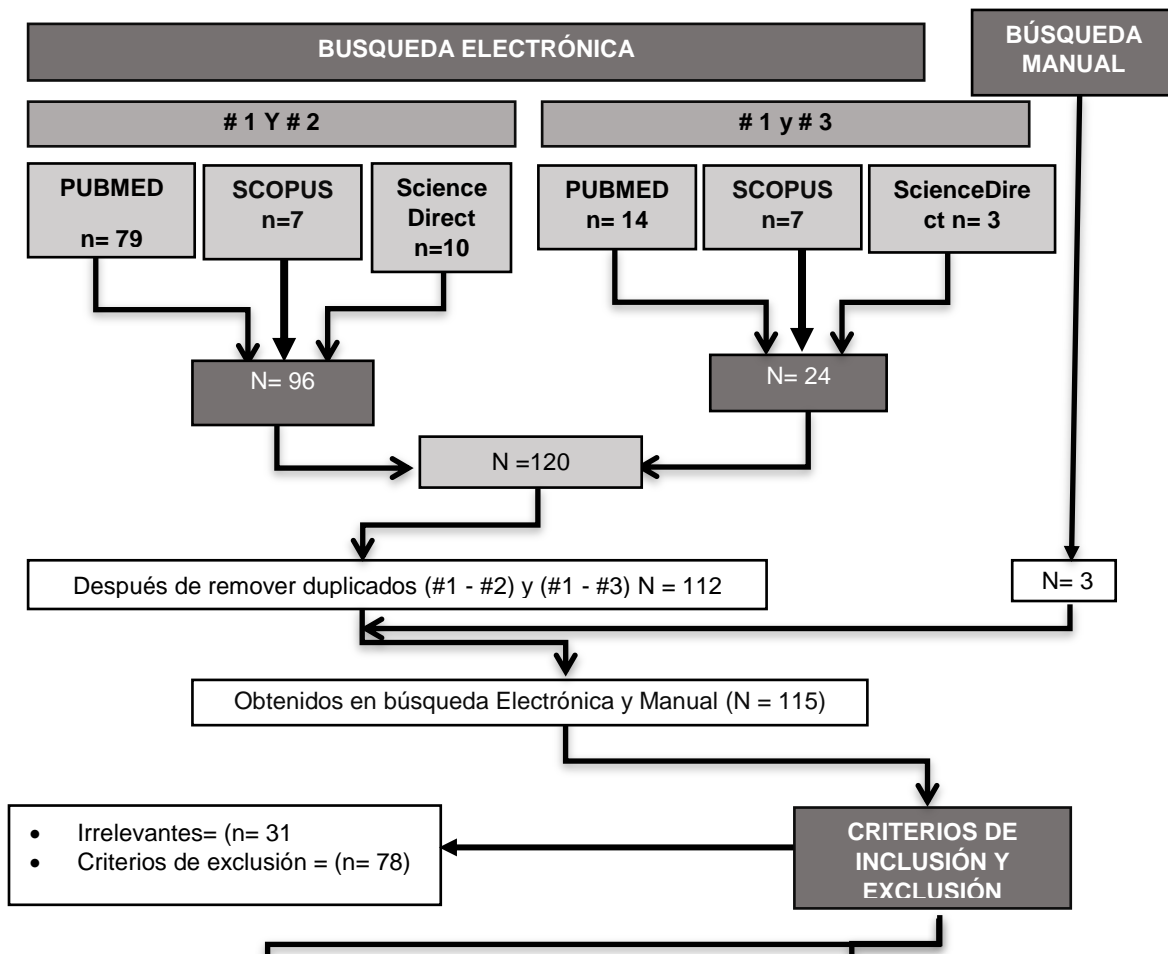 BUSQUEDA ELECTRÓNICA
BÚSQUEDA
MANUAL
# 1 Y # 2
# 1 y # 3
PUBMED
n= 79
SCOPUS
n=7
Science
Direct
n=10
PUBMED
n= 14
SCOPUS
n=7
ScienceDire
ct n= 3
N= 96
N= 24
N =120
Después de remover duplicados (#1 - #2) y (#1 - #3) N = 112
N= 3
Obtenidos en búsqueda Electrónica y Manual (N = 115)
• Irrelevantes= (n= 31
• Criterios de exclusión = (n= 78)
CRITERIOS DE
INCLUSIÓN Y
EXCLUSIÓN